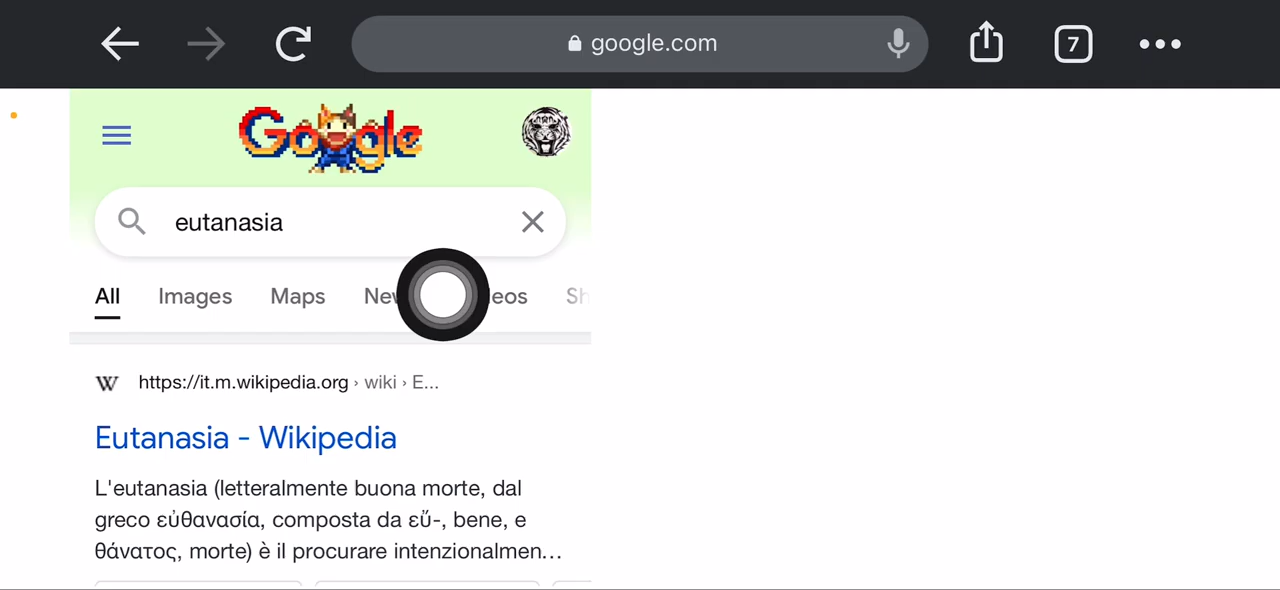 google.com
7
Google
eutanasia
All Images Maps
https://it.m.wikipedia.org › wiki › E...
Eutanasia - Wikipedia
L'eutanasia (letteralmente buona morte, dal
greco εὐθανασία, composta da εὔ-, bene, e
θάνατος, morte) è il procurare intenzionalmen...